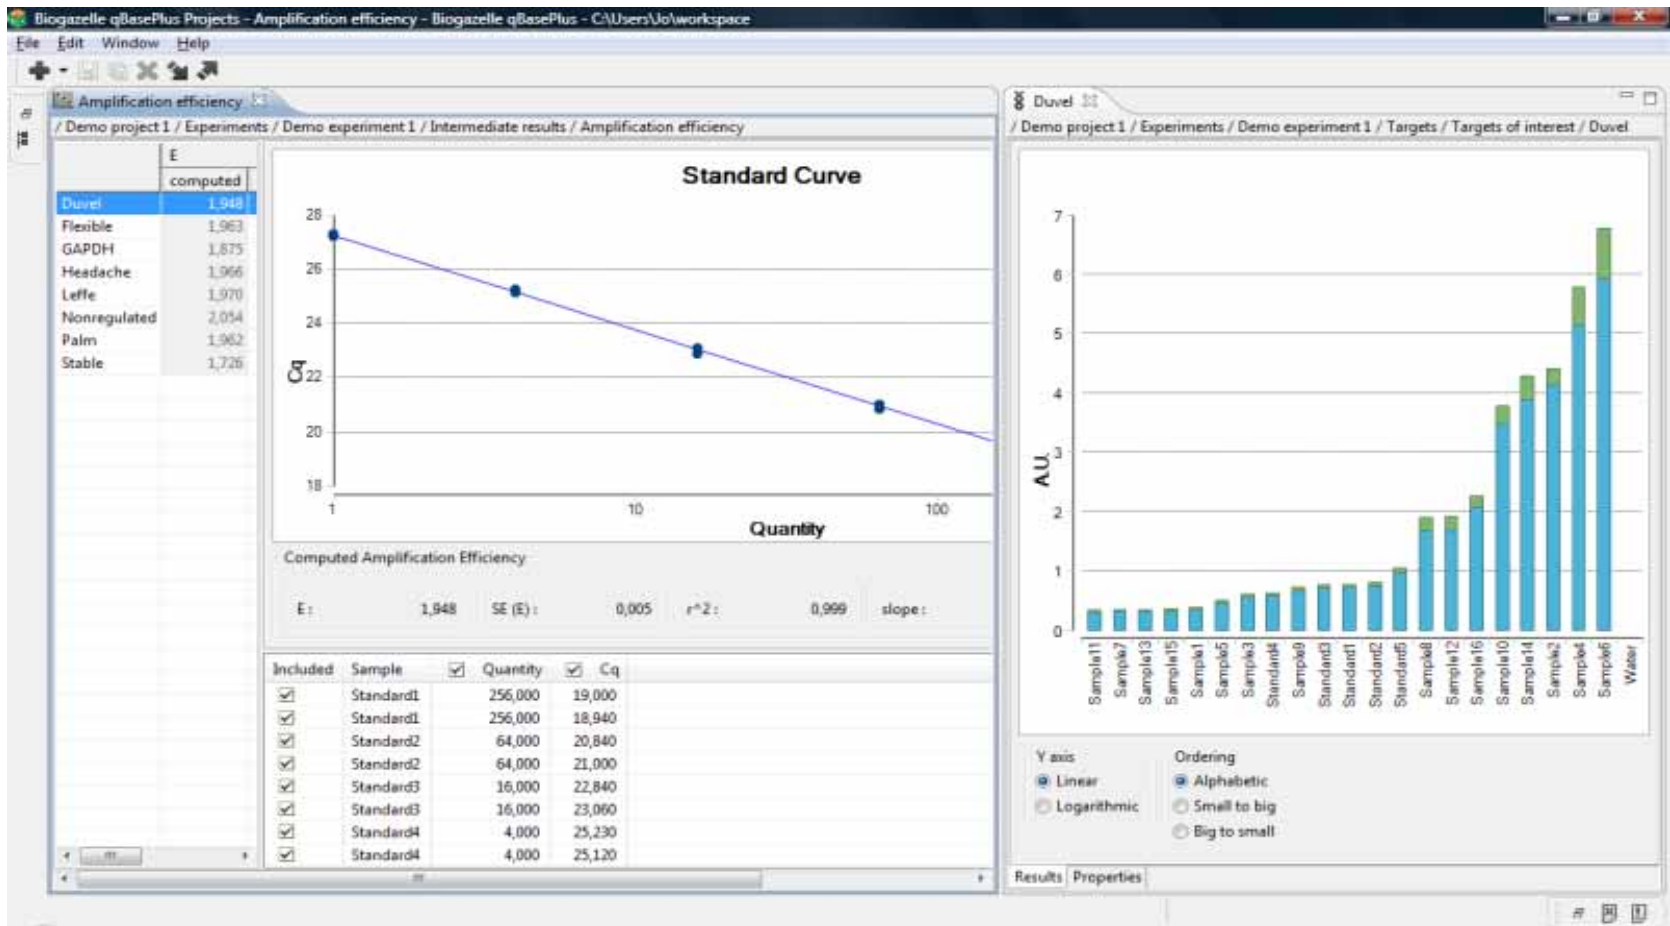 Biogazelle qBasePlus Projects - Amplification efficiency - Biogazelle qBasePlus - C:\Users\Jo\workspace
File Edit Window Help
Amplification efficiency
/ Demo project 1 / Experiments / Demo experiment 1 / Intermediate results / Amplification efficiency
E
computed
Duvel 1,948
Flexible 1,963
GAPDH 1,875
Headache 1,966
Leffe 1,970
Nonregulated 2,054
Palm 1,962
Stable 1,726
Standard Curve
28
26
24
22
20
18
Cq
1 10 100
Quantity
Computed Amplification Efficiency
E : 1,948 SE (E) : 0,005 r^2 : 0,999 slope :
Included Sample Quantity Cq
Standard1 256,000 19,000
Standard1 256,000 18,940
Standard2 64,000 20,840
Standard2 64,000 21,000
Standard3 16,000 22,840
Standard3 16,000 23,060
Standard4 4,000 25,230
Standard4 4,000 25,120
Duvel
/ Demo project 1 / Experiments / Demo experiment 1 / Targets / Targets of interest / Duvel
7
6
5
4
3
2
1
0
A.U.
Sample11 Sample7 Sample13 Sample15 Sample1 Sample5 Sample3 Standard4 Sample9 Standard3 Standard1 Standard2 Standard5 Sample8 Sample12 Sample16 Sample10 Sample14 Sample2 Sample4 Sample6 Water
Y axis Ordering
Linear Alphabetic
Logarithmic Small to big
Big to small
Results Properties